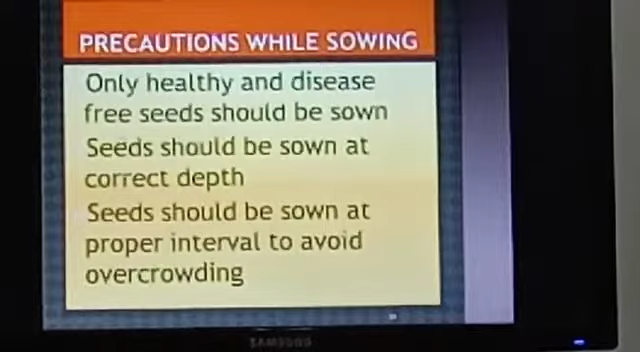 PRECAUTIONS WHILE SOWING
Only healthy and disease
free seeds should be sown
Seeds should be sown at
correct depth
Seeds should be sown at
proper interval to avoid
overcrowding
SAMSUNG